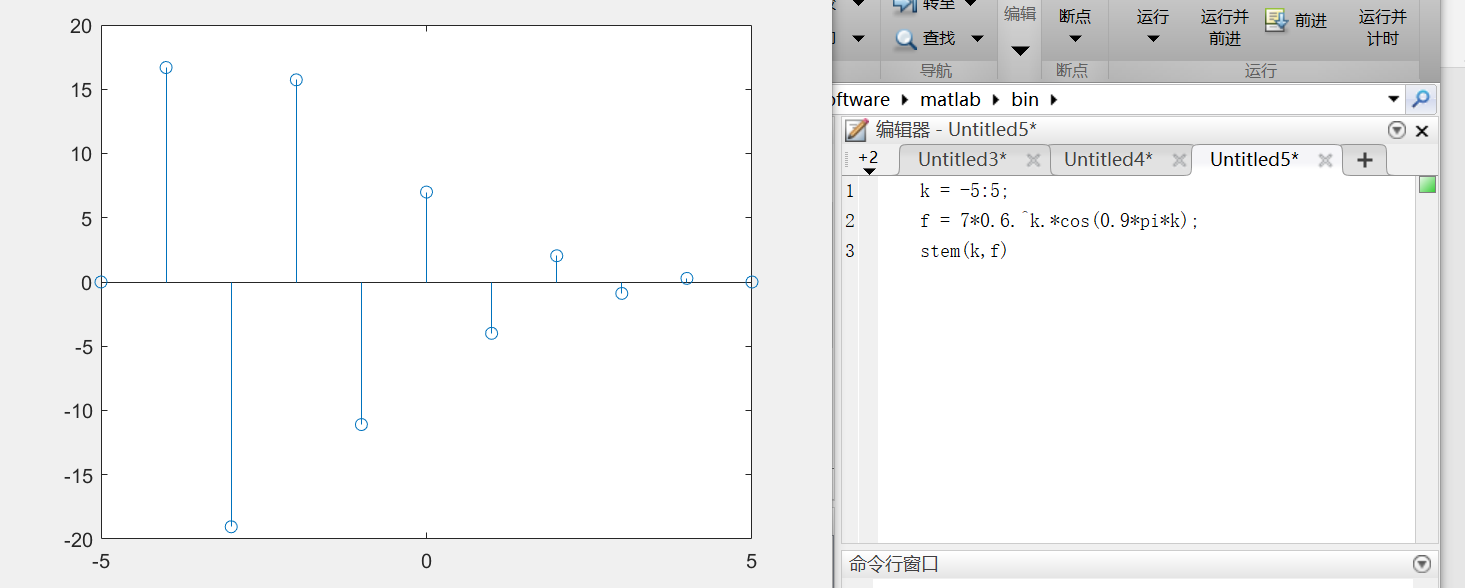 20
15
10
5
0
-5
-10
-15
-20
-5 0 5
转至
编辑
断点
运行
运行并
前进
前进
运行并
计时
查找
导航
断点
运行
oftware matlab bin
编辑器 - Untitled5*
+2
Untitled3*
Untitled4*
Untitled5*
1 k = -5:5;
2 f = 7*0.6.^k.*cos(0.9*pi*k);
3 stem(k,f)
命令行窗口